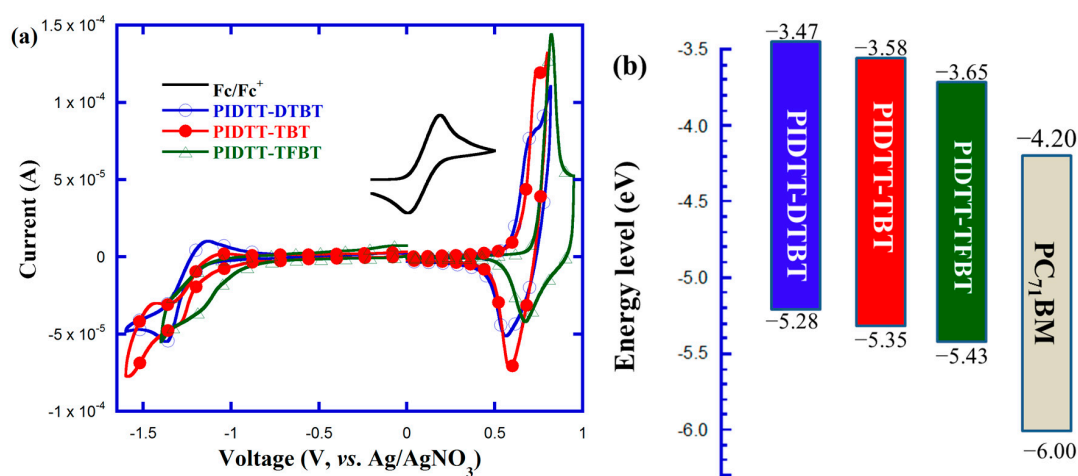 (a)
1.5 x 10⁻⁴
1 x 10⁻⁴
5 x 10⁻⁵
0
-5 x 10⁻⁵
-1 x 10⁻⁴
Current (A)
Fc/Fc⁺
PIDTT-DTBT
PIDTT-TBT
PIDTT-TFBT
-1.5 -1 -0.5 0 0.5 1
Voltage (V, vs. Ag/AgNO₃)
(b)
Energy level (eV)
-3.5
-4.0
-4.5
-5.0
-5.5
-6.0
−3.47
PIDTT-DTBT
−5.28
−3.58
PIDTT-TBT
−5.35
−3.65
PIDTT-TFBT
−5.43
−4.20
PC₇₁BM
−6.00